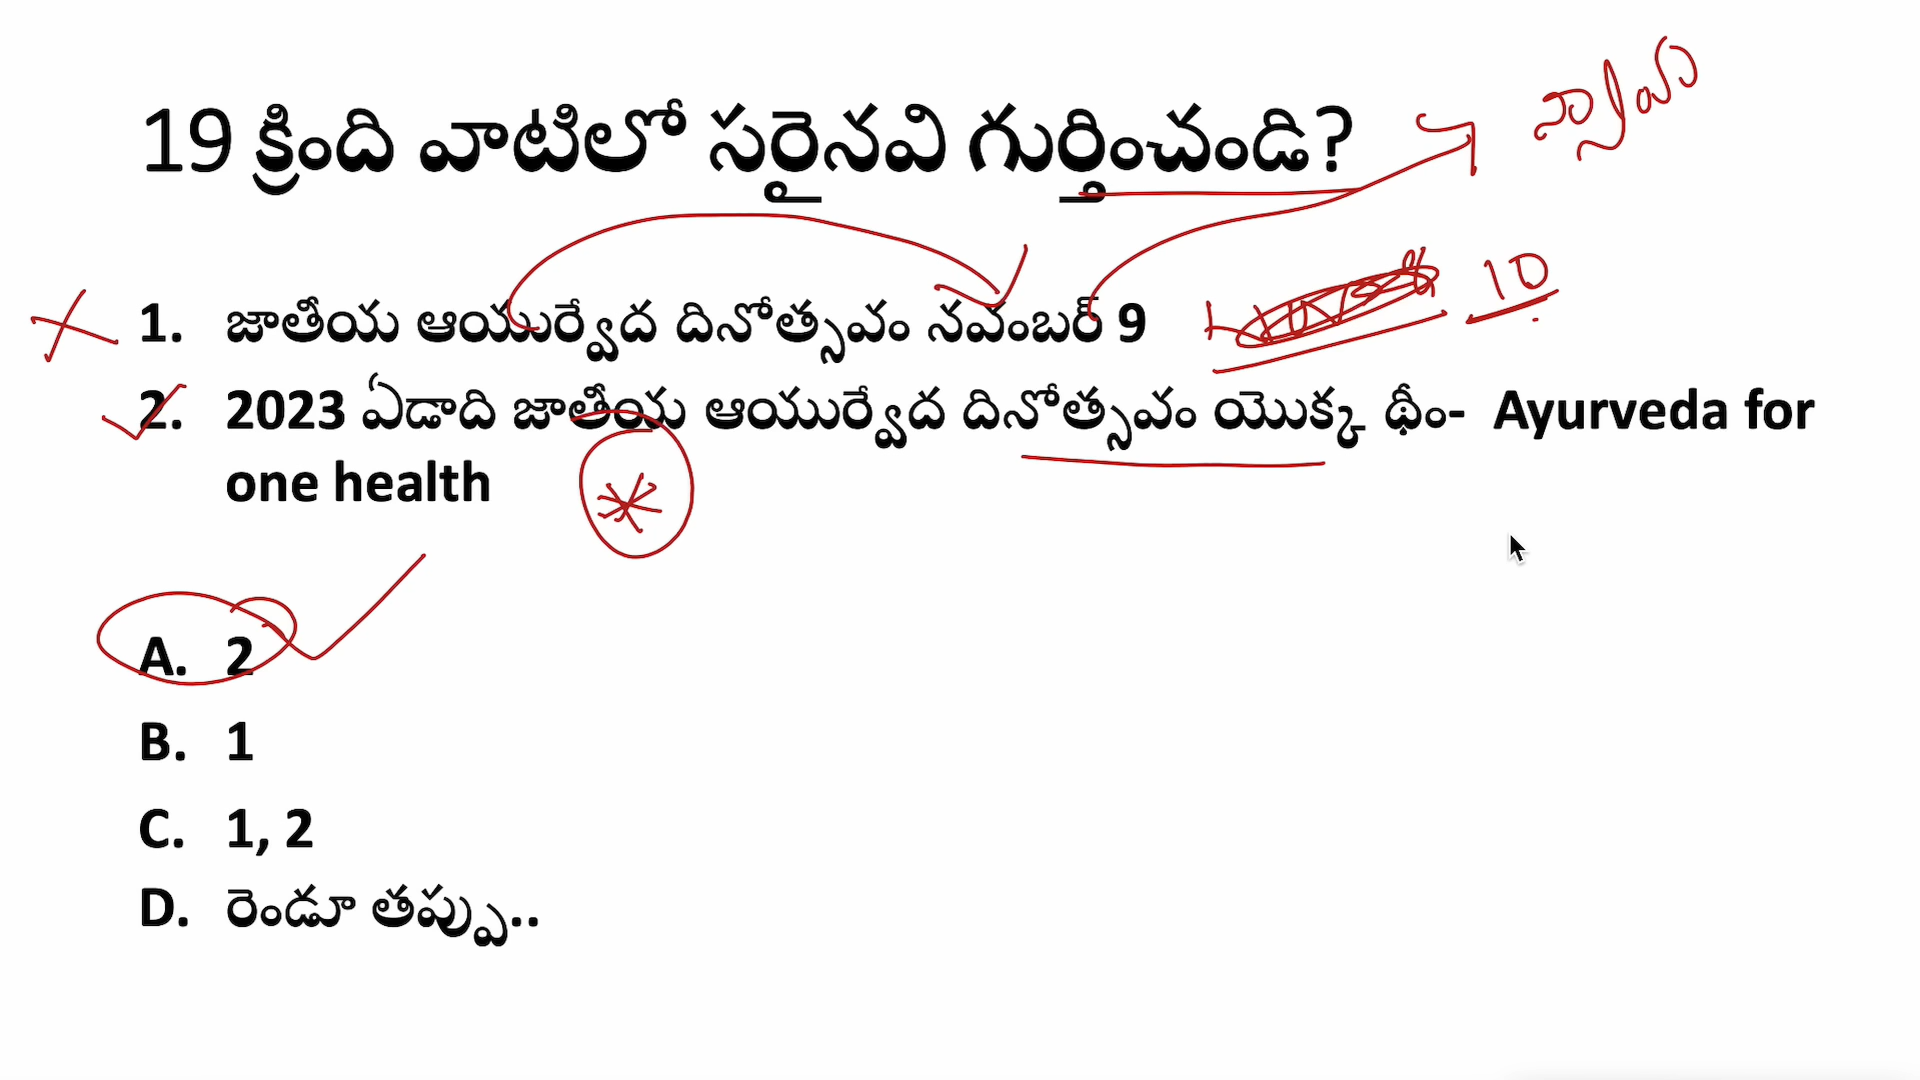 19 క్రింది వాటిలో సరైనవి గుర్తించండి?
1. జాతీయ ఆయుర్వేద దినోత్సవం నవంబర్ 9 10
2. 2023 ఏడాది జాతీయ ఆయుర్వేద దినోత్సవం యొక్క థీం- Ayurveda for
one health
A. 2
B. 1
C. 1, 2
D. రెండూ తప్పు..